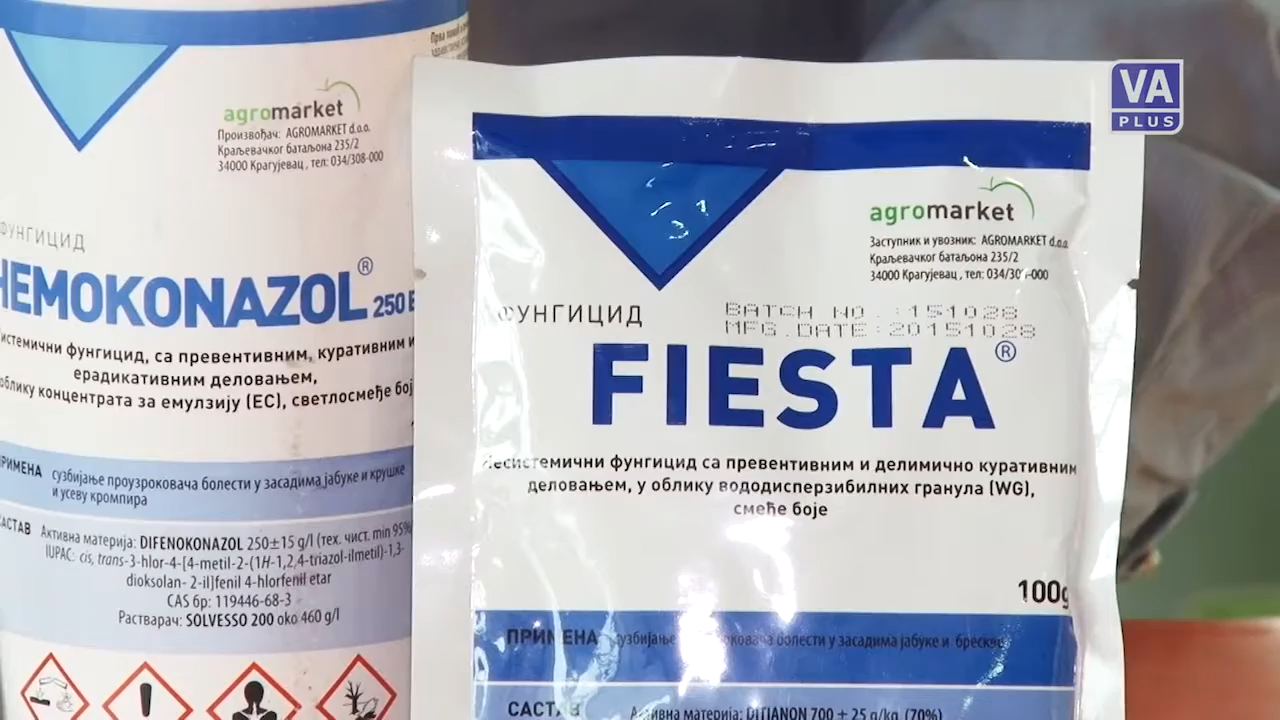 agromarket
Произвођач: AGROMARKET d.o.o.
Краљевачког батаљона 235/2
34000 Крагујевац , тел: 034/308-000
ФУНГИЦИД
HEMOKONAZOL® 250 E
системични фунгицид, са превентивним, куративним и
ерадикативним деловањем,
облику концентрата за емулзију (EC), светлосмеђе бој
ПРИМЕНА сузбијање проузроковача болести у засадима јабуке и крушке
и усеву кромпира
САСТАВ Активна материја: DIFENOKONAZOL 250±15 g/l (тех. чист. min 95%
IUPAC: cis, trans-3-hlor-4-[4-metil-2-(1H-1,2,4-triazol-ilmetil)-1,3-
dioksolan- 2-il]fenil 4-hlorfenil etar
CAS бр: 119446-68-3
Растварач: SOLVESSO 200 око 460 g/l
VA
PLUS
agromarket
Заступник и увозник: AGROMARKET d.o.o.
Краљевачког батаљона 235/2
34000 Крагујевац , тел: 034/308-000
ФУНГИЦИД
BATCH NO.:151028
MFG.DATE:20151028
FIESTA®
Несистемични фунгицид са превентивним и делимично куративним
деловањем, у облику вододисперзибилних гранула (WG),
смеђе боје
100g
ПРИМЕНА сузбијање проузроковача болести у засадима јабуке и брескве
САСТАВ Активна материја: DITIANON 700 ± 25 g/kg (70%)